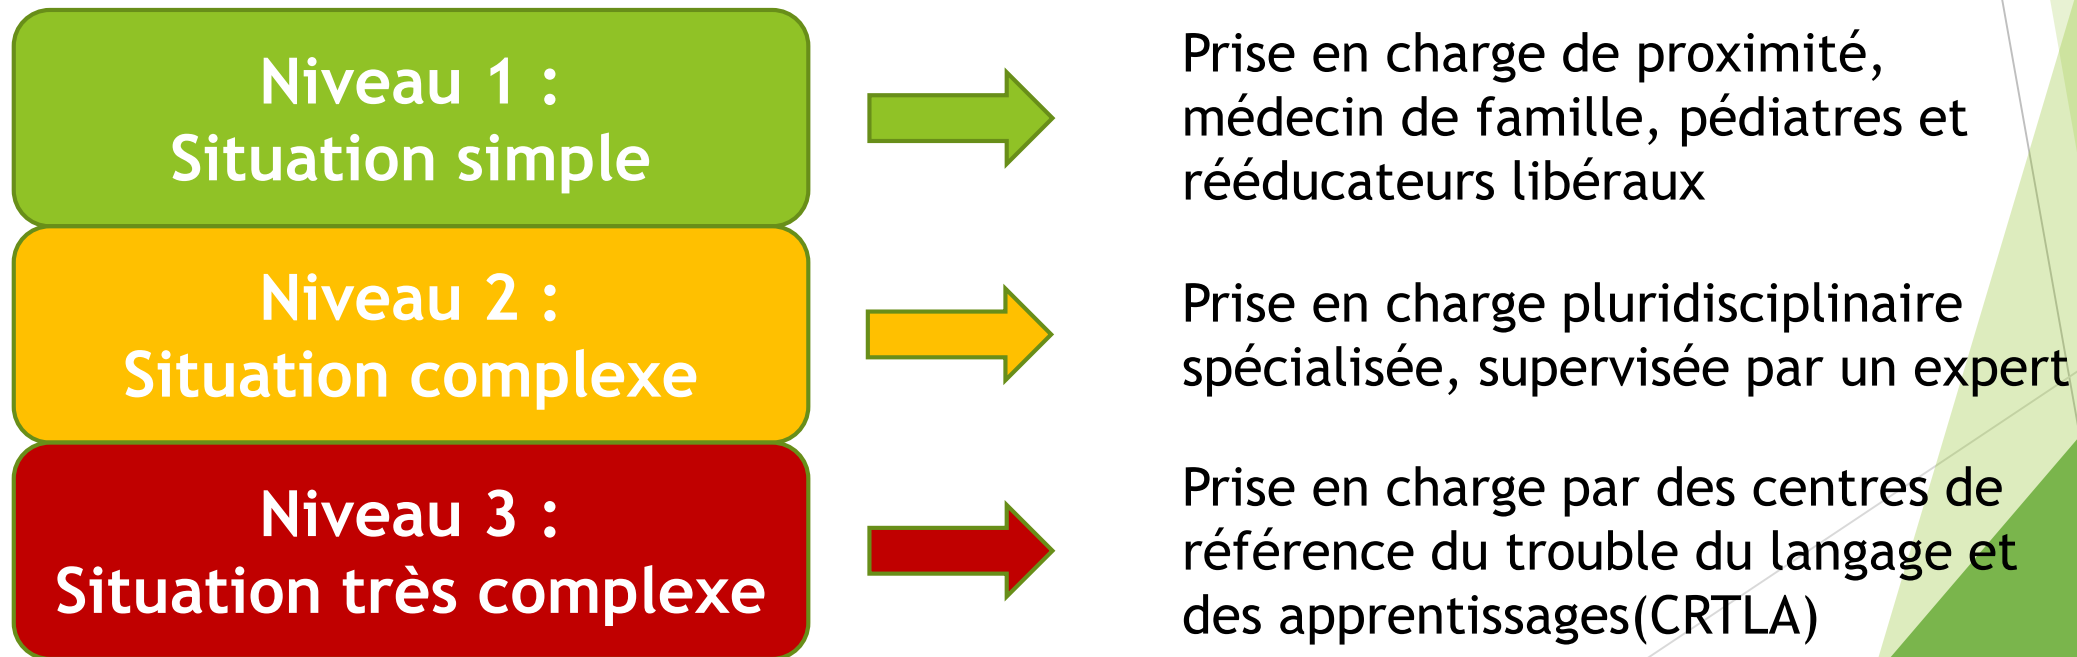 Niveau 1 :
Situation simple
Prise en charge de proximité,
médecin de famille, pédiatres et
rééducateurs libéraux
Niveau 2 :
Situation complexe
Prise en charge pluridisciplinaire
spécialisée, supervisée par un expert
Niveau 3 :
Situation très complexe
Prise en charge par des centres de
référence du trouble du langage et
des apprentissages(CRTLA)